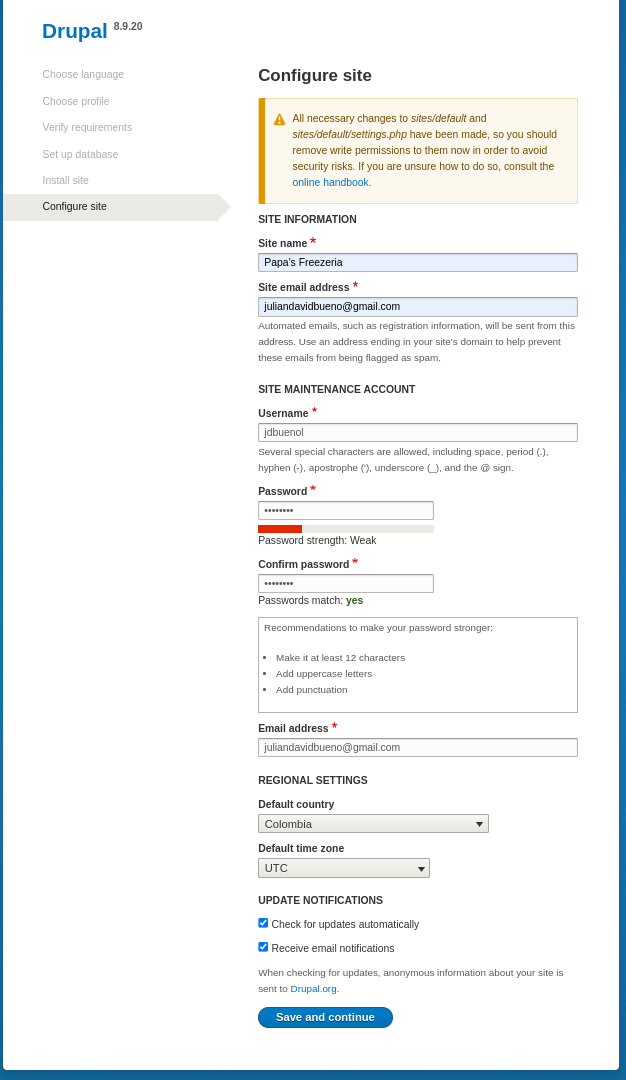 Drupal 8.9.20
Choose language
Choose profile
Verify requirements
Set up database
Install site
Configure site
Configure site
All necessary changes to sites/default and
sites/default/settings.php have been made, so you should
remove write permissions to them now in order to avoid
security risks. If you are unsure how to do so, consult the
online handbook.
SITE INFORMATION
Site name *
Papa's Freezeria
Site email address *
juliandavidbueno@gmail.com
Automated emails, such as registration information, will be sent from this
address. Use an address ending in your site's domain to help prevent
these emails from being flagged as spam.
SITE MAINTENANCE ACCOUNT
Username *
jdbuenol
Several special characters are allowed, including space, period (.),
hyphen (-), apostrophe ('), underscore (_), and the @ sign.
Password *
••••••••
Password strength: Weak
Confirm password *
••••••••
Passwords match: yes
Recommendations to make your password stronger:
• Make it at least 12 characters
• Add uppercase letters
• Add punctuation
Email address *
juliandavidbueno@gmail.com
REGIONAL SETTINGS
Default country
Colombia
Default time zone
UTC
UPDATE NOTIFICATIONS
Check for updates automatically
Receive email notifications
When checking for updates, anonymous information about your site is
sent to Drupal.org.
Save and continue